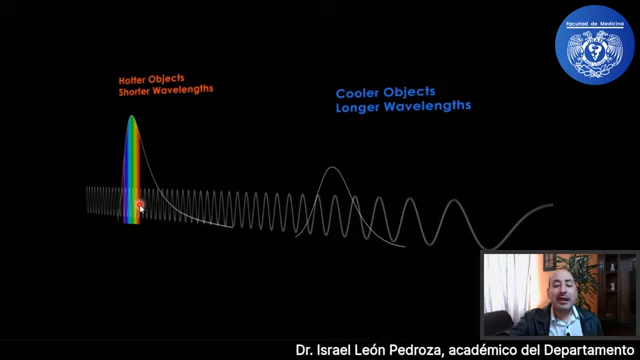 Facultad de Medicina
Hotter Objects
Shorter Wavelengths
Cooler Objects
Longer Wavelengths
Dr. Israel León Pedroza, académico del Departamento